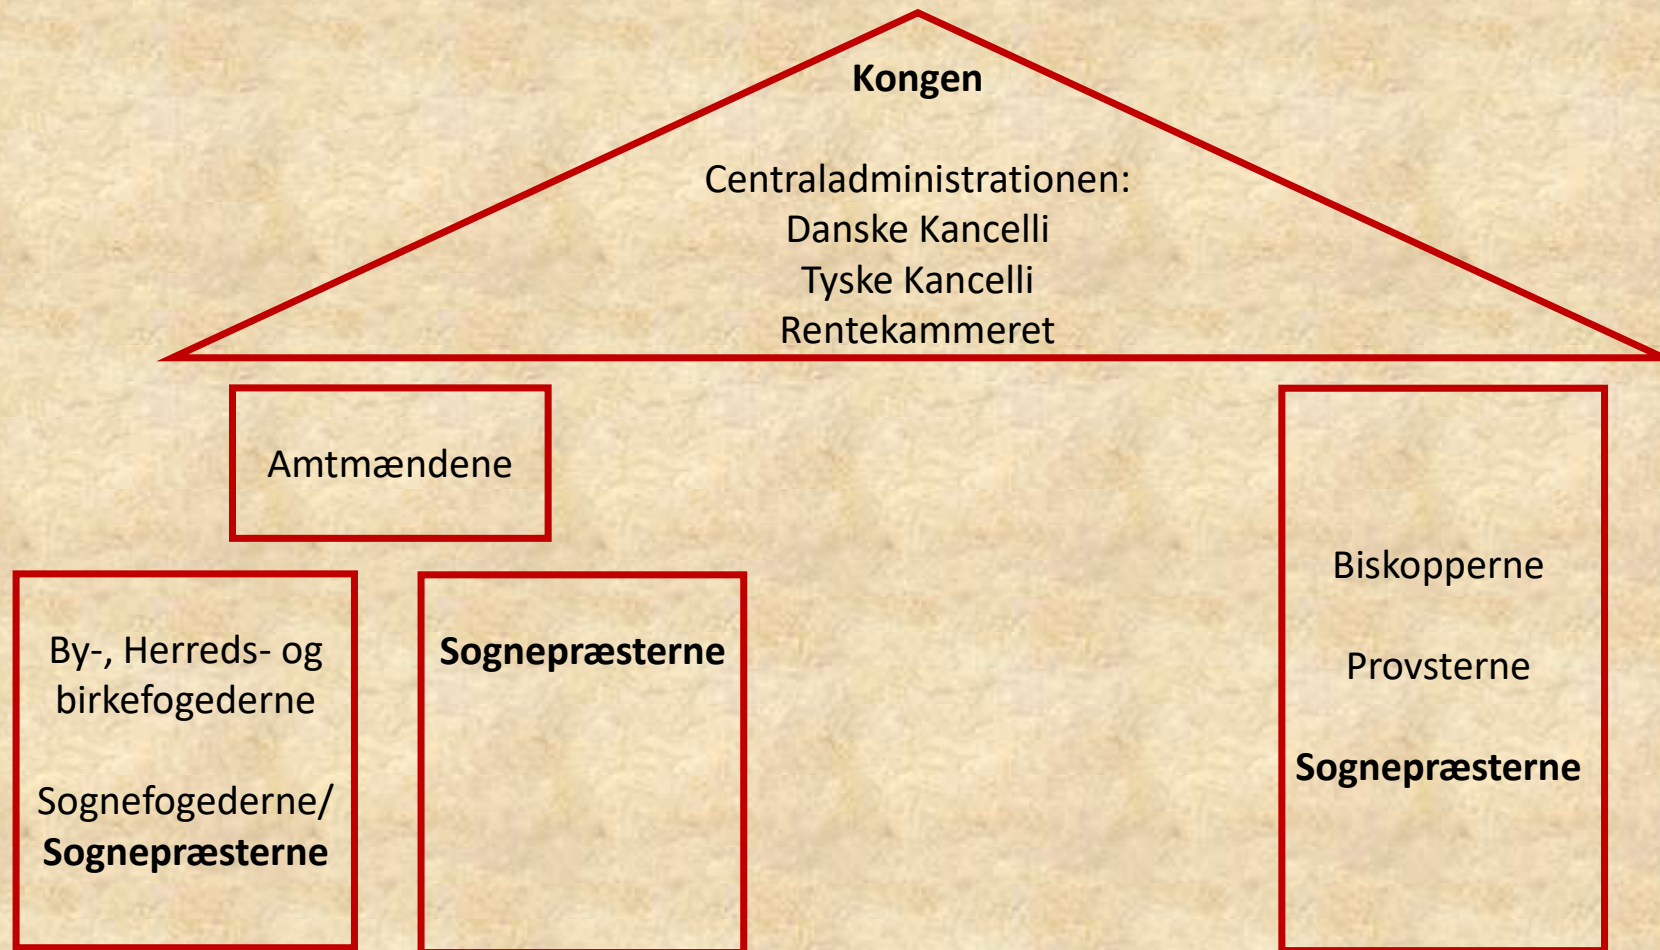 Kongen
Centraladministrationen:
Danske Kancelli
Tyske Kancelli
Rentekammeret
Amtmændene
By-, Herreds- og
birkefogederne
Sognefogederne/
Sognepræsterne
Sognepræsterne
Biskopperne
Provsterne
Sognepræsterne